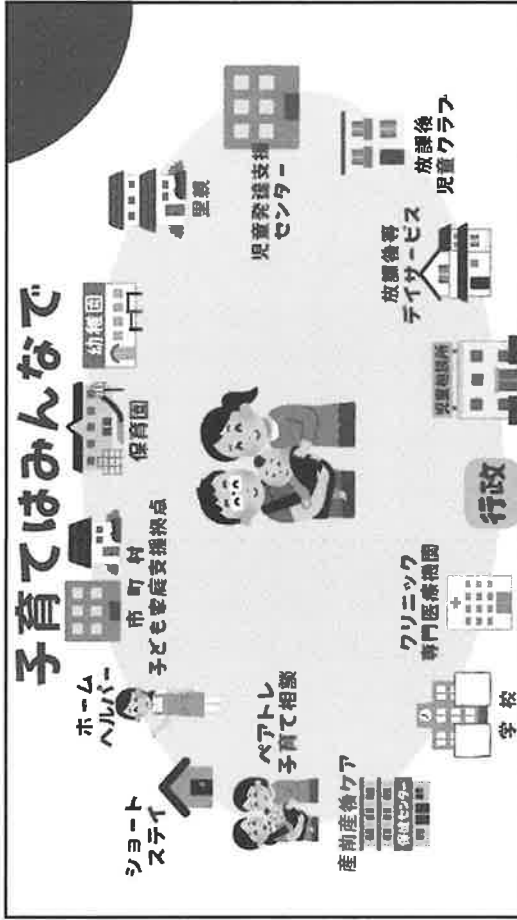 子育てはみんなで
ショート
ステイ
ホーム
ヘルパー
市町村
子ども家庭支援拠点
保育園
幼稚園
里親
児童発達支援
センター
放課後
児童クラブ
放課後等
デイサービス
児童相談所
行政
クリニック
専門医療機関
学校
産前産後ケア
保健センター
ペアトレ
子育て相談